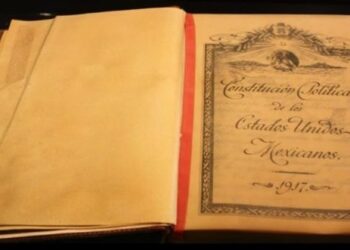 Constitución Política
de los
Estados Unidos
Mexicanos.
1917.